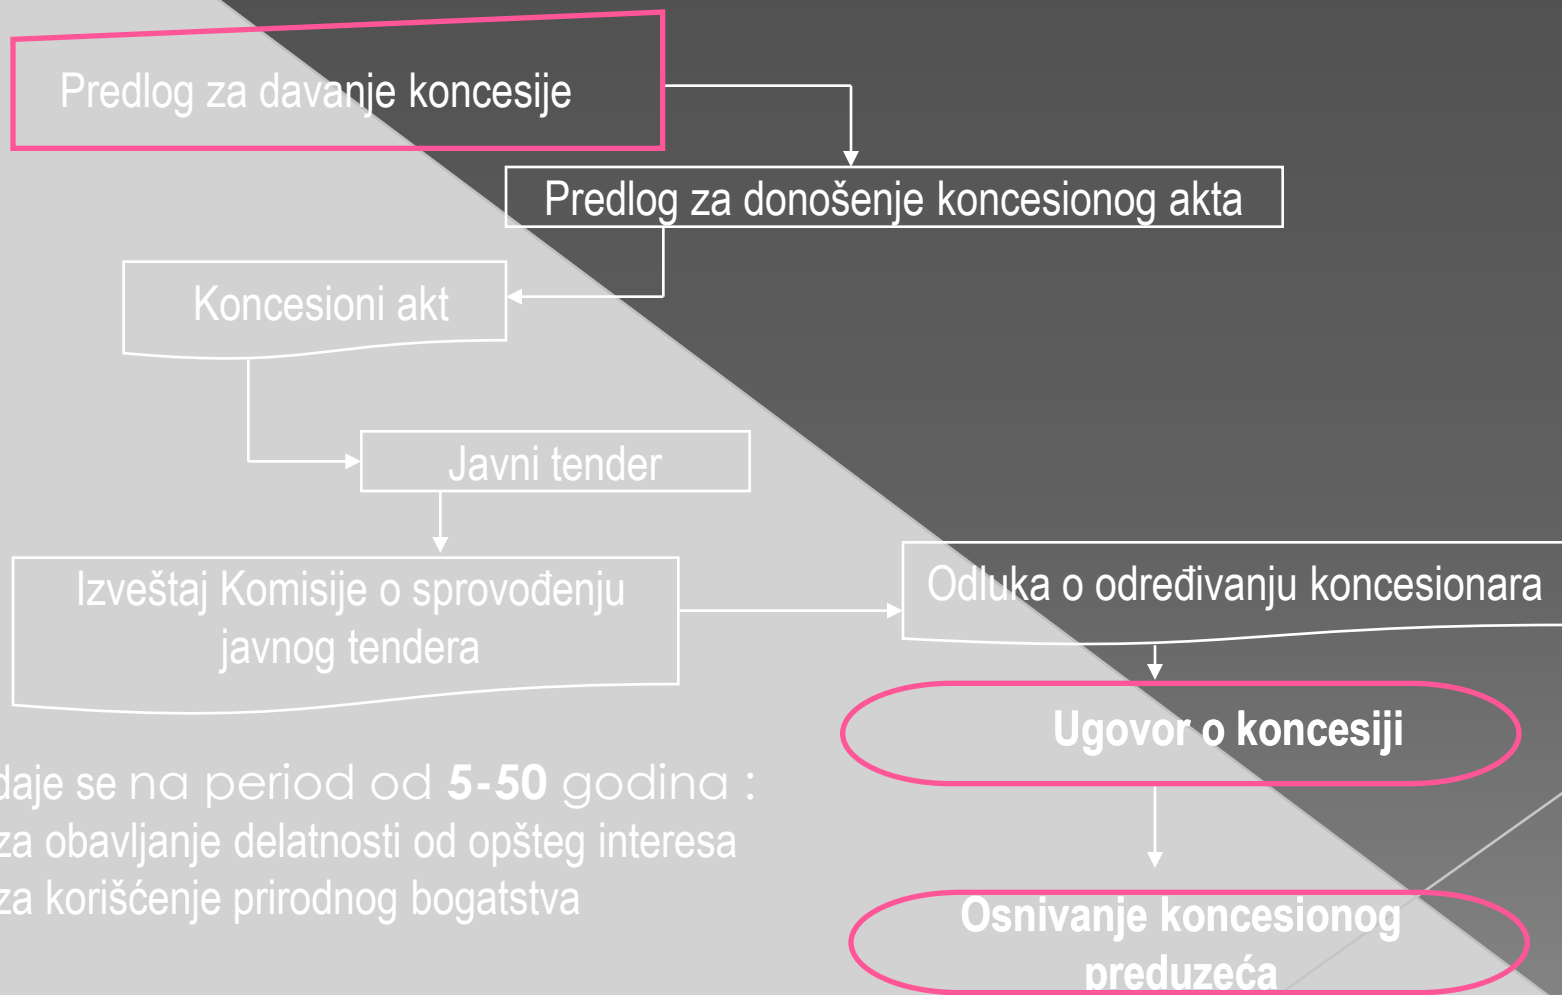 Predlog za davanje koncesije
Predlog za donošenje koncesionog akta
Koncesioni akt
Javni tender
Izveštaj Komisije o sprovođenju
javnog tendera
Odluka o određivanju koncesionara
Ugovor o koncesiji
Osnivanje koncesionog
preduzeća
daje se na period od 5-50 godina :
za obavljanje delatnosti od opšteg interesa
za korišćenje prirodnog bogatstva